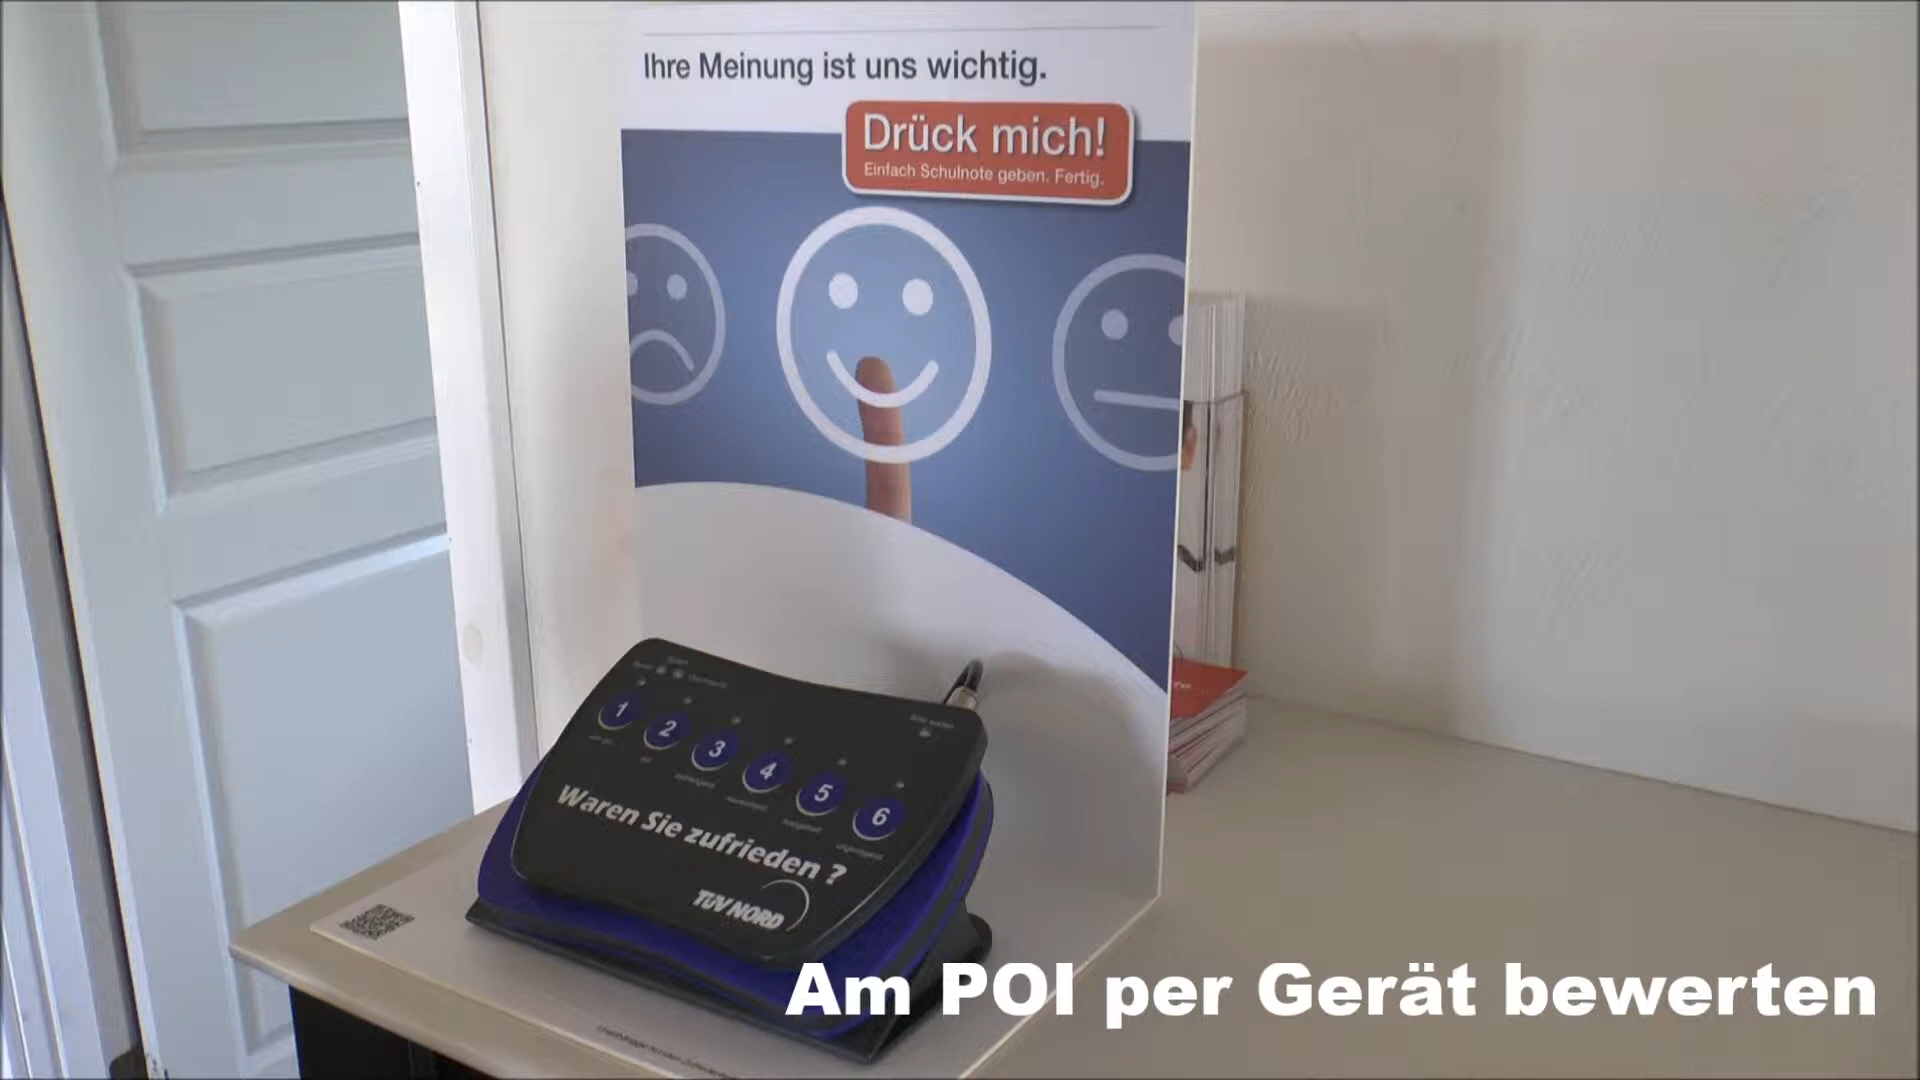 Ihre Meinung ist uns wichtig.
Drück mich!
Einfach Schulnote geben. Fertig.
1 2 3 4 5 6
Waren Sie zufrieden ?
TÜV NORD
Am POI per Gerät bewerten